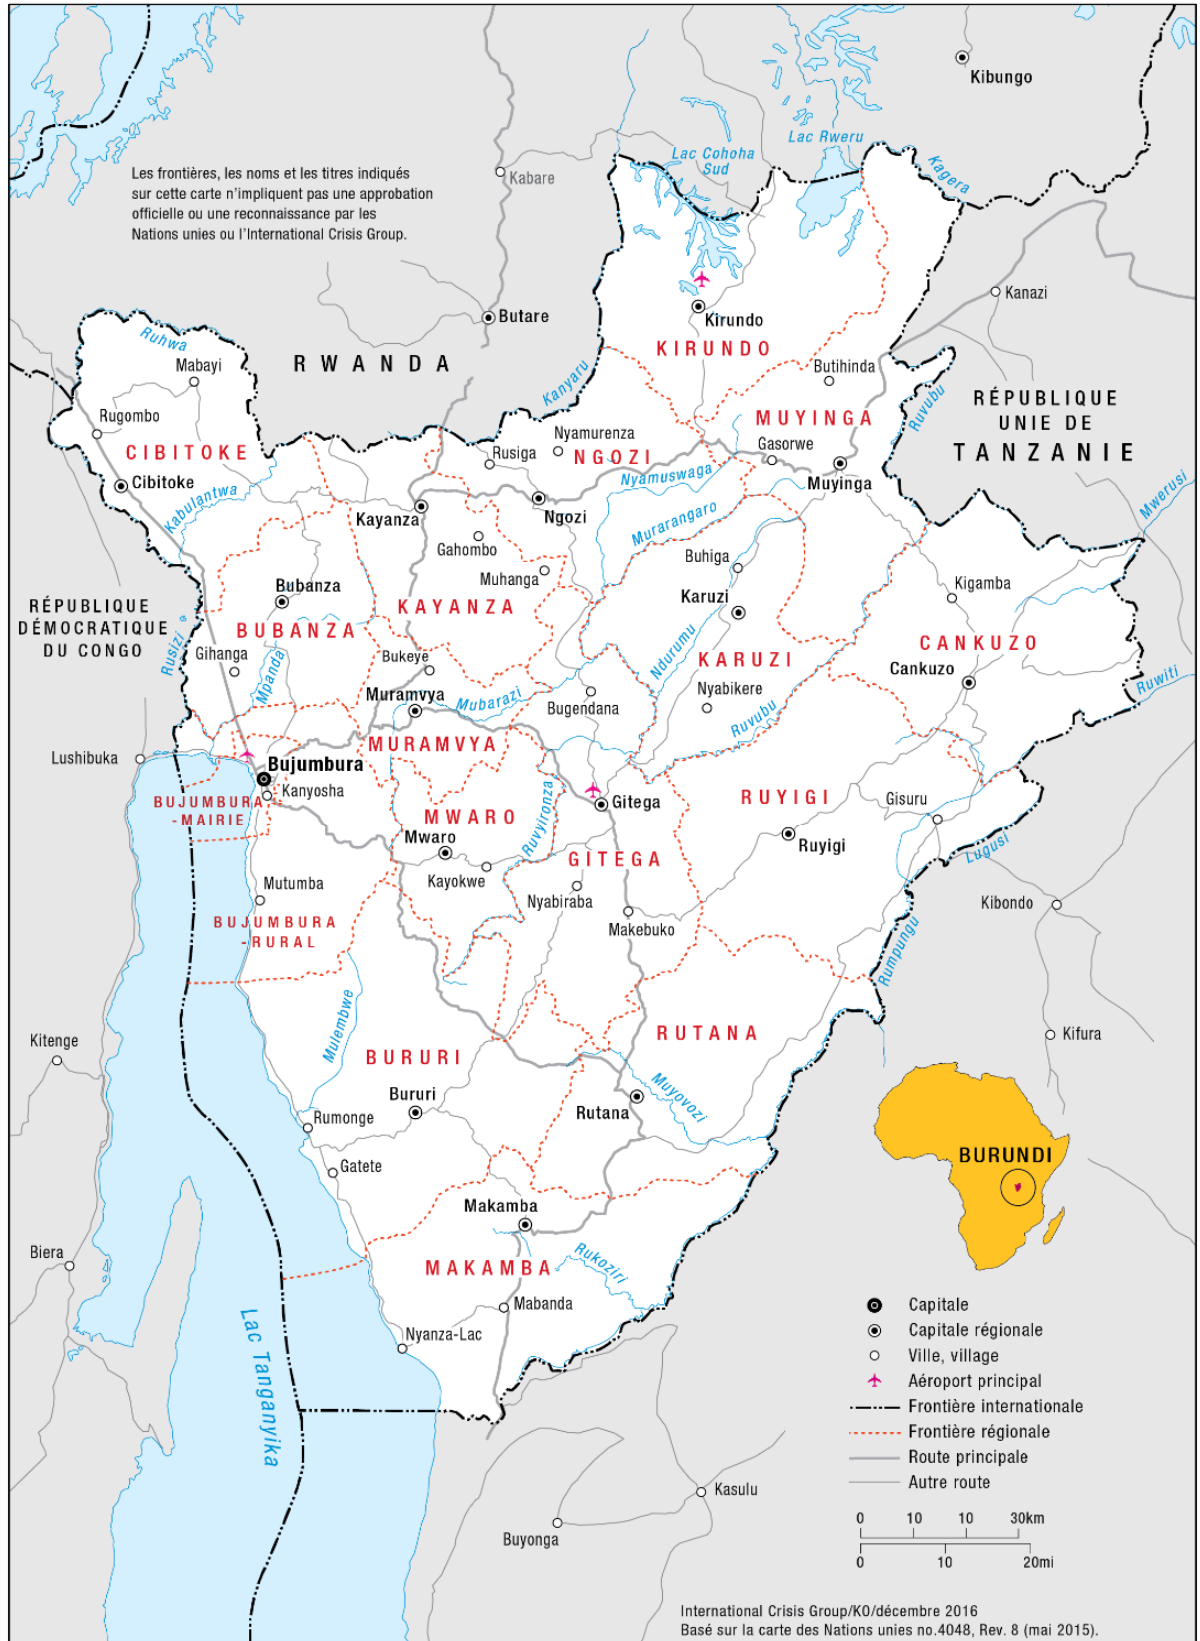 Kibungo
Lac Rweru
Lac Cohoha
Sud
Kagera
Les frontières, les noms et les titres indiqués
sur cette carte n'impliquent pas une approbation
officielle ou une reconnaissance par les
Nations unies ou l'International Crisis Group.
Kabare
Kanazi
Butare
Kirundo
Ruhwa
KIRUNDO
RWANDA
Mabayi
Butihinda
Kanyaru
Ruvubu
RÉPUBLIQUE
UNIE DE
TANZANIE
Rugombo
MUYINGA
CIBITOKE
Nyamurenza
Gasorwe
Rusiga
NGOZI
Nyamuswaga
Muyinga
Cibitoke
Kabulantwa
Mwerusi
Kayanza
Ngozi
Murarangaro
Gahombo
Buhiga
Muhanga
Kigamba
Bubanza
Karuzi
KAYANZA
RÉPUBLIQUE
DÉMOCRATIQUE
DU CONGO
BUBANZA
Rusizi
CANKUZO
Gihanga
Mpanda
Bukeye
Ndurumu
KARUZI
Cankuzo
Ruwiti
Muramvya
Mubarazi
Nyabikere
Bugendana
Ruvubu
MURAMVYA
Lushibuka
Bujumbura
Kanyosha
BUJUMBURA
-MAIRIE
RUYIGI
Gisuru
Gitega
MWARO
Ruvyironza
Mwaro
Ruyigi
Lugusi
GITEGA
Kayokwe
Mutumba
Nyabiraba
Kibondo
BUJUMBURA
-RURAL
Makebuko
Rumpungu
Mulembwe
RUTANA
Kifura
Kitenge
BURURI
Bururi
Muyovozi
Rutana
Rumonge
BURUNDI
Gatete
Makamba
Biera
MAKAMBA
Rukoziri
Mabanda
Nyanza-Lac
Lac Tanganyika
Capitale
Capitale régionale
Ville, village
Aéroport principal
Frontière internationale
Frontière régionale
Route principale
Autre route
Kasulu
Buyonga
0 10 10 30km
0 10 20mi
International Crisis Group/KO/décembre 2016
Basé sur la carte des Nations unies no.4048, Rev. 8 (mai 2015).